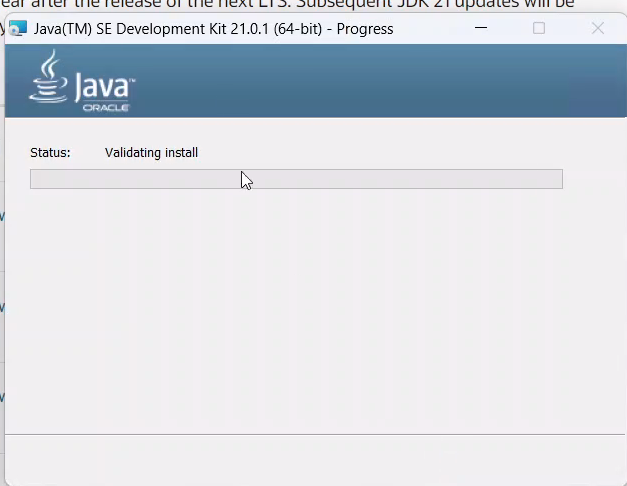 ear after the release of the next LTS. Subsequent JDK 21 updates will be
Java(TM) SE Development Kit 21.0.1 (64-bit) - Progress
Java™
ORACLE
Status: Validating install